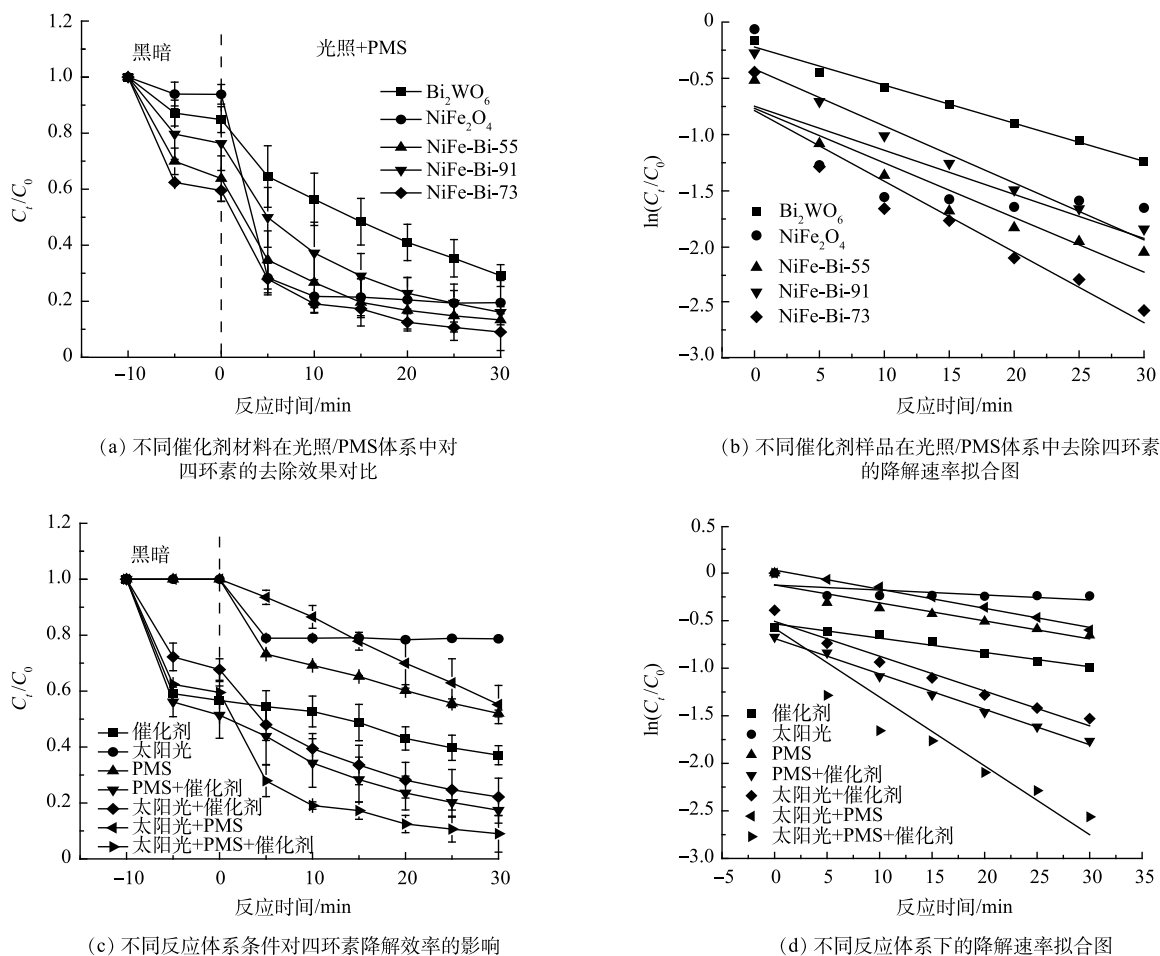 1.2
1.0
0.8
0.6
0.4
0.2
0
C_t/C_0
黑暗
光照+PMS
Bi₂WO₆
NiFe₂O₄
NiFe-Bi-55
NiFe-Bi-91
NiFe-Bi-73
−10
0
10
20
30
反应时间/min
(a) 不同催化剂材料在光照/PMS体系中对
四环素的去除效果对比
−0
−0.5
−1.0
−1.5
−2.0
−2.5
−3.0
ln(C_t/C_0)
Bi₂WO₆
NiFe₂O₄
NiFe-Bi-55
NiFe-Bi-91
NiFe-Bi-73
0
5
10
15
20
25
30
反应时间/min
(b) 不同催化剂样品在光照/PMS体系中去除四环素
的降解速率拟合图
1.2
1.0
0.8
0.6
0.4
0.2
0
C_t/C_0
黑暗
催化剂
太阳光
PMS
PMS+催化剂
太阳光+催化剂
太阳光+PMS
太阳光+PMS+催化剂
−10
0
10
20
30
反应时间/min
(c) 不同反应体系条件对四环素降解效率的影响
0.5
0
−0.5
−1.0
−1.5
−2.0
−2.5
−3.0
ln(C_t/C_0)
催化剂
太阳光
PMS
PMS+催化剂
太阳光+催化剂
太阳光+PMS
太阳光+PMS+催化剂
0
5
10
15
20
25
30
35
反应时间/min
(d) 不同反应体系下的降解速率拟合图